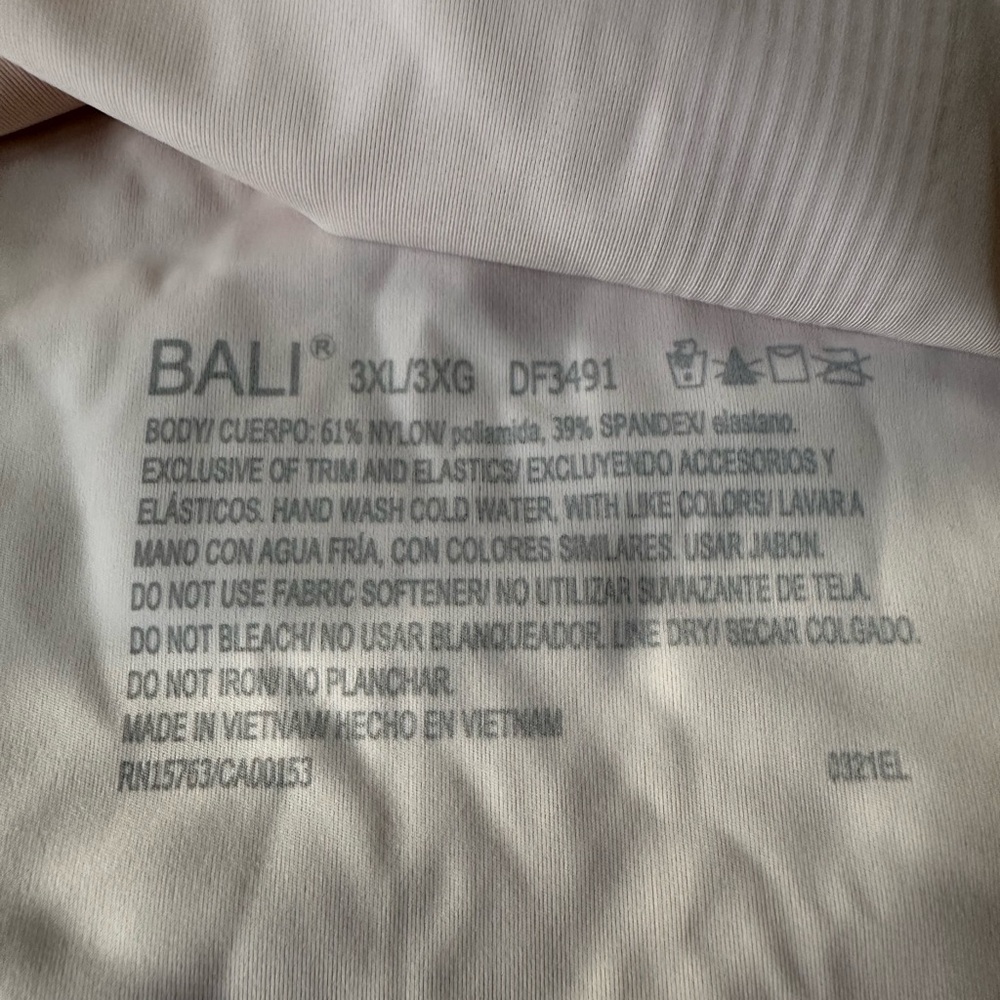 BALI® 3XL/3XG DF3491
BODY/ CUERPO: 61% NYLON/ poliamida, 39% SPANDEX/ elastano.
EXCLUSIVE OF TRIM AND ELASTICS/ EXCLUYENDO ACCESORIOS Y
ELÁSTICOS. HAND WASH COLD WATER, WITH LIKE COLORS/ LAVAR A
MANO CON AGUA FRÍA, CON COLORES SIMILARES. USAR JABON.
DO NOT USE FABRIC SOFTENER/ NO UTILIZAR SUVIAZANTE DE TELA.
DO NOT BLEACH/ NO USAR BLANQUEADOR. LINE DRY/ SECAR COLGADO.
DO NOT IRON/ NO PLANCHAR.
MADE IN VIETNAM/ HECHO EN VIETNAM
RN15763/CA00153 0321EL